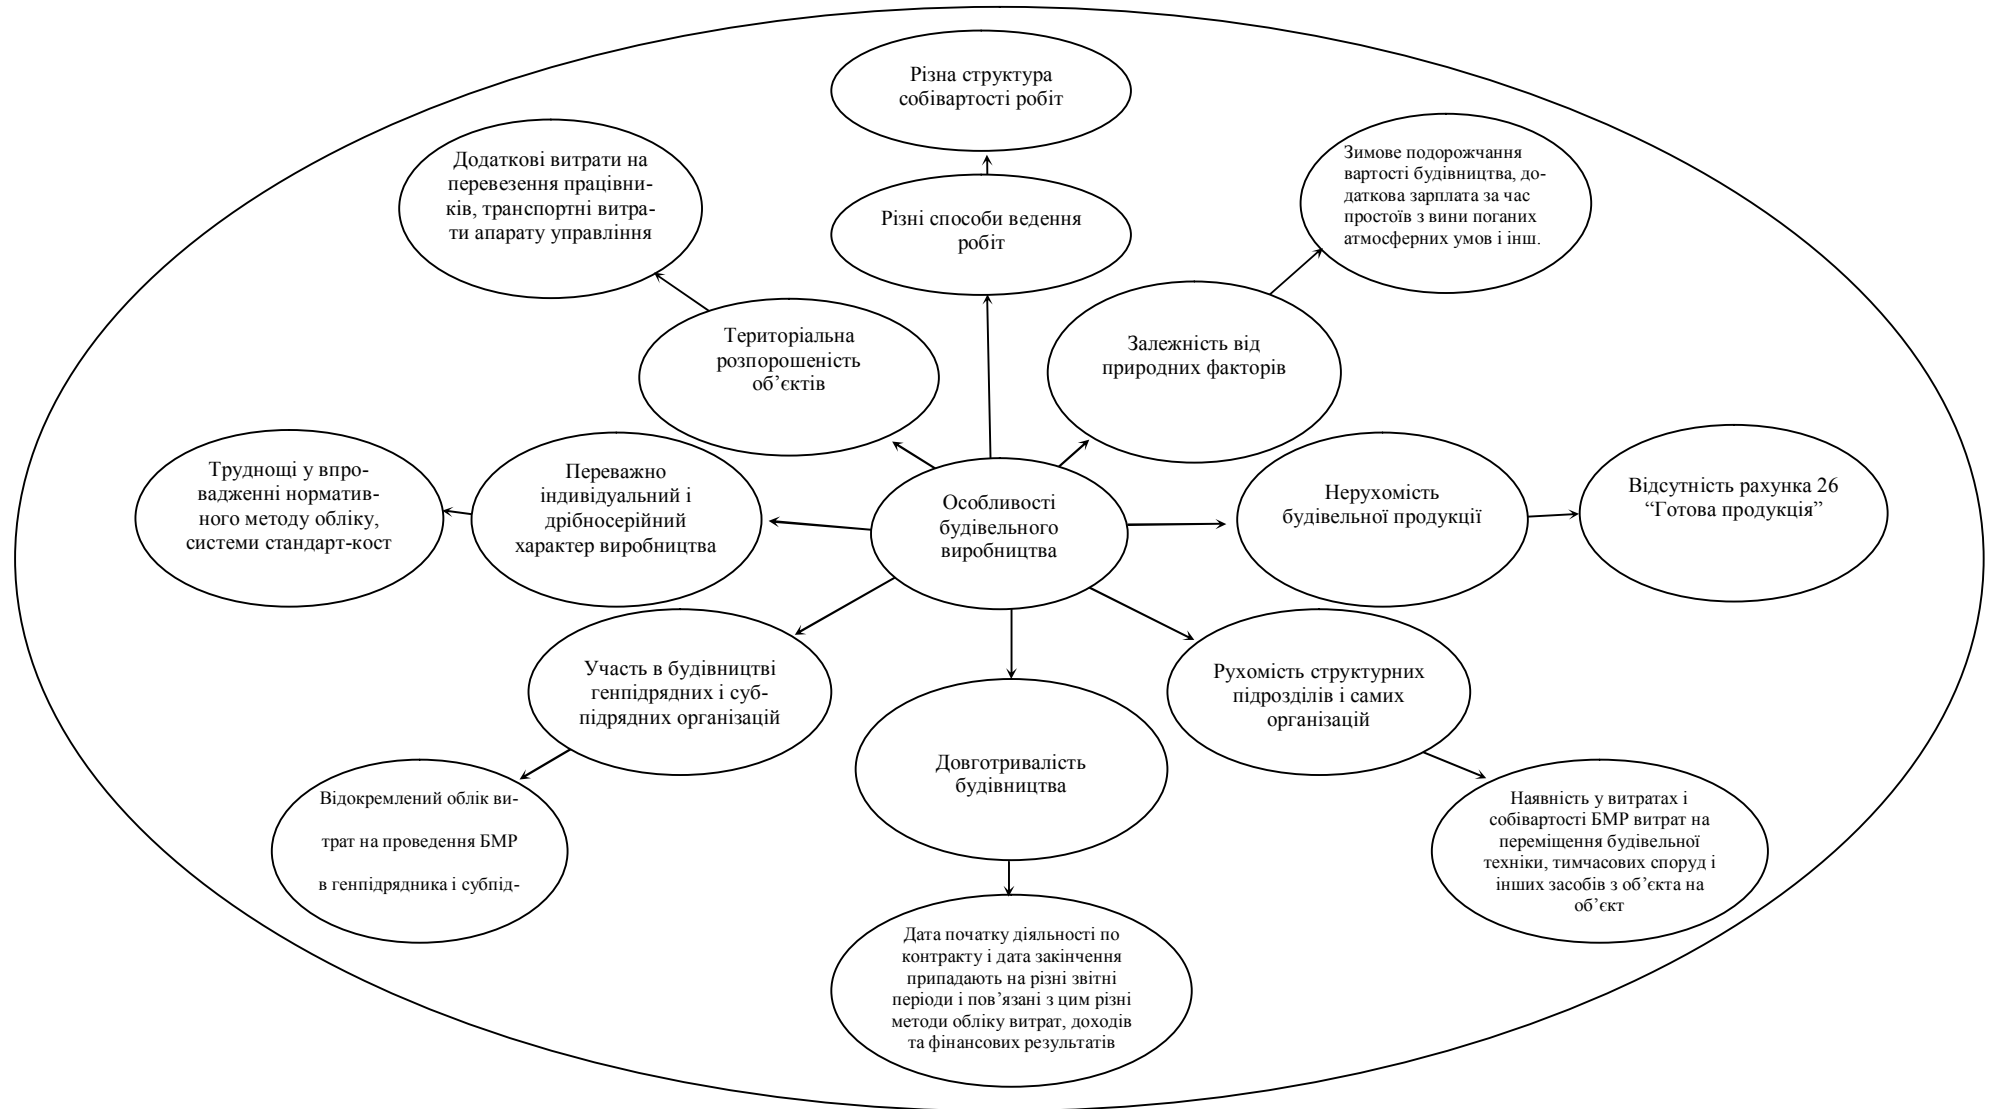 Різна структура
собівартості робіт
Додаткові витрати на
перевезення працівни-
ків, транспортні витра-
ти апарату управління
Різні способи ведення
робіт
Зимове подорожчання
вартості будівництва, до-
даткова зарплата за час
простоїв з вини поганих
атмосферних умов і інш.
Територіальна
розпорошеність
об’єктів
Залежність від
природних факторів
Труднощі у впро-
вадженні норматив-
ного методу обліку,
системи стандарт-кост
Переважно
індивідуальний і
дрібносерійний
характер виробництва
Особливості
будівельного
виробництва
Нерухомість
будівельної продукції
Відсутність рахунка 26
“Готова продукція”
Участь в будівництві
генпідрядних і суб-
підрядних організацій
Довготривалість
будівництва
Рухомість структурних
підрозділів і самих
організацій
Відокремлений облік ви-
трат на проведення БМР
в генпідрядника і субпід-
Дата початку діяльності по
контракту і дата закінчення
припадають на різні звітні
періоди і пов’язані з цим різні
методи обліку витрат, доходів
та фінансових результатів
Наявність у витратах і
собівартості БМР витрат на
переміщення будівельної
техніки, тимчасових споруд і
інших засобів з об’єкта на
об’єкт